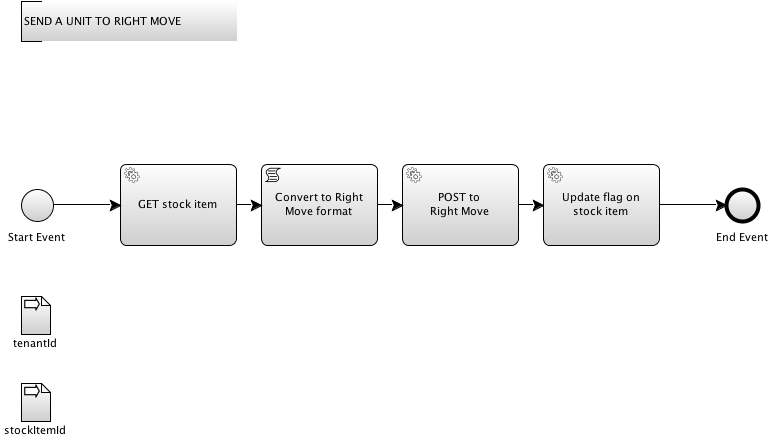 SEND A UNIT TO RIGHT MOVE
GET stock item
Convert to Right
Move format
POST to
Right Move
Update flag on
stock item
Start Event
End Event
tenantId
stockItemId